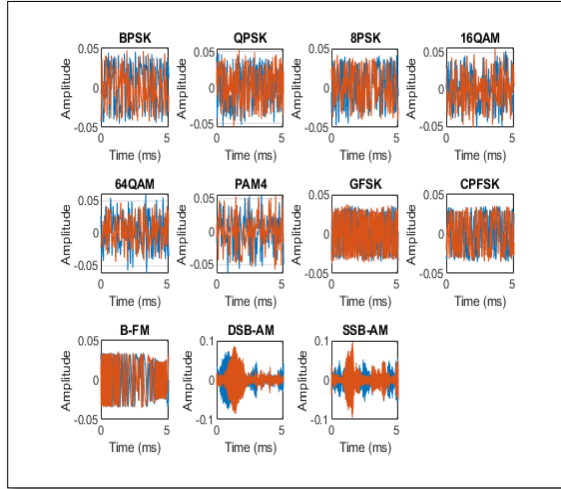 BPSK QPSK 8PSK 16QAM
0.05 0.05 0.05 0.05
Amplitude Amplitude Amplitude Amplitude
0 0 0 0
-0.05 -0.05 -0.05 -0.05
0 5 0 5 0 5 0 5
Time (ms) Time (ms) Time (ms) Time (ms)
64QAM PAM4 GFSK CPFSK
0.05 0.05 0.05 0.05
Amplitude Amplitude Amplitude Amplitude
0 0 0 0
-0.05 -0.05 -0.05 -0.05
0 5 0 5 0 5 0 5
Time (ms) Time (ms) Time (ms) Time (ms)
B-FM DSB-AM SSB-AM
0.05 0.1 0.1
Amplitude Amplitude Amplitude
0 0 0
-0.05 -0.1 -0.1
0 5 0 5 0 5
Time (ms) Time (ms) Time (ms)